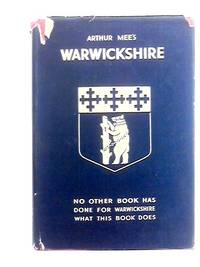 ARTHUR MEE'S
WARWICKSHIRE
NO OTHER BOOK HAS
DONE FOR WARWICKSHIRE
WHAT THIS BOOK DOES